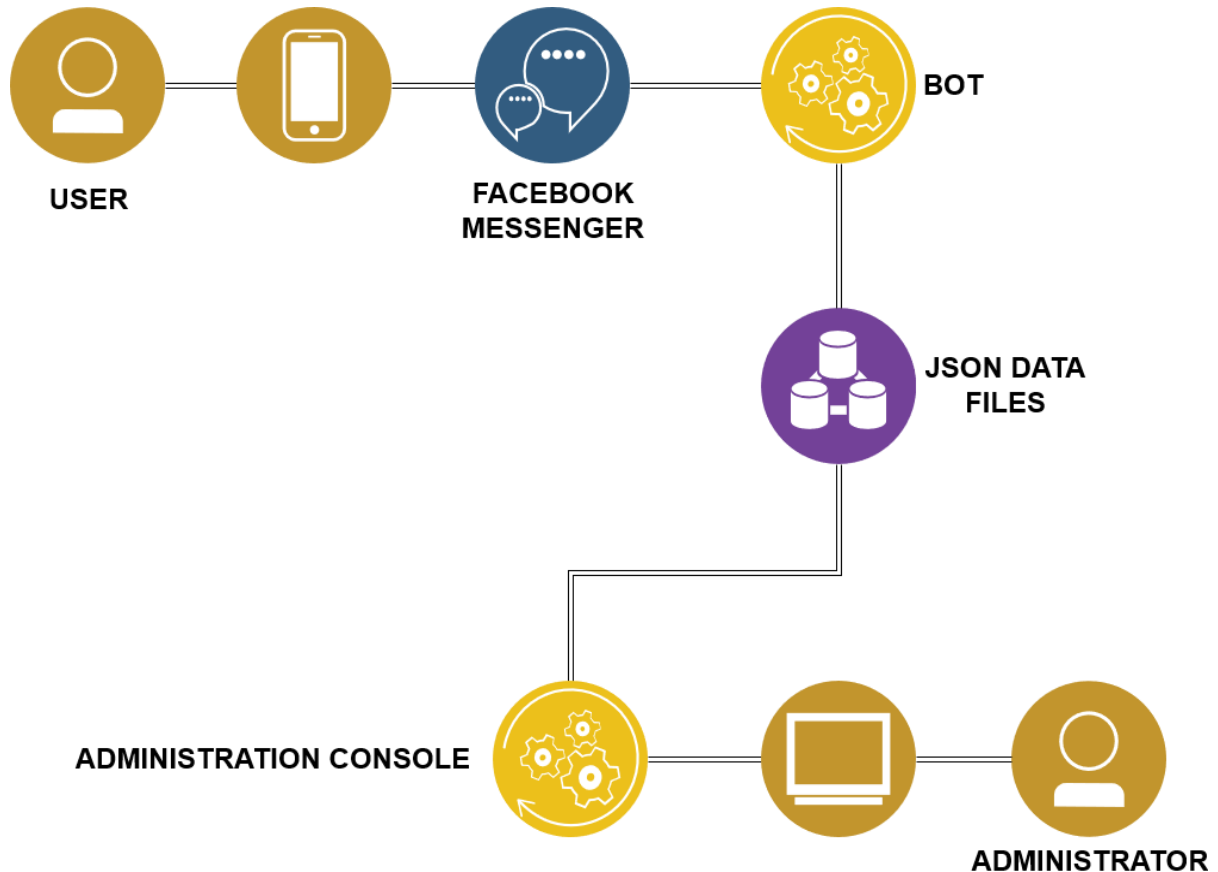 BOT
USER
FACEBOOK
MESSENGER
JSON DATA
FILES
ADMINISTRATION CONSOLE
ADMINISTRATOR